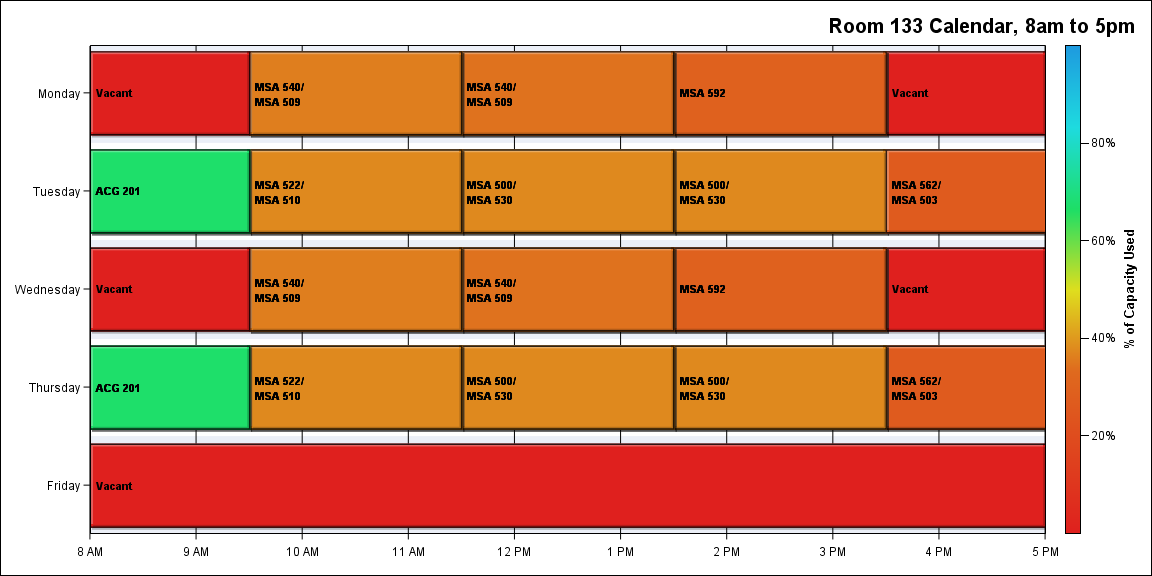 Room 133 Calendar, 8am to 5pm
Monday
Vacant
MSA 540/
MSA 509
MSA 540/
MSA 509
MSA 592
Vacant
Tuesday
ACG 201
MSA 522/
MSA 510
MSA 500/
MSA 530
MSA 500/
MSA 530
MSA 562/
MSA 503
Wednesday
Vacant
MSA 540/
MSA 509
MSA 540/
MSA 509
MSA 592
Vacant
Thursday
ACG 201
MSA 522/
MSA 510
MSA 500/
MSA 530
MSA 500/
MSA 530
MSA 562/
MSA 503
Friday
Vacant
8 AM
9 AM
10 AM
11 AM
12 PM
1 PM
2 PM
3 PM
4 PM
5 PM
80%
60%
40%
20%
% of Capacity Used